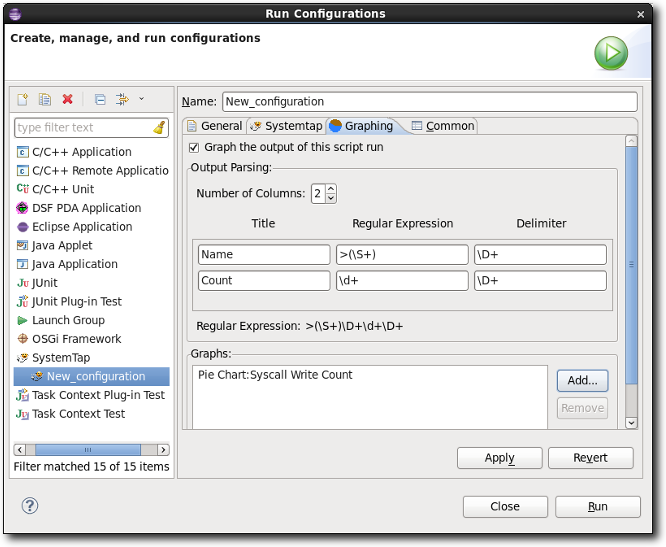 Run Configurations
Create, manage, and run configurations
type filter text
C/C++ Application
C/C++ Remote Applicatio
C/C++ Unit
DSF PDA Application
Eclipse Application
Java Applet
Java Application
JUnit
JUnit Plug-in Test
Launch Group
OSGi Framework
SystemTap
New_configuration
Task Context Plug-in Test
Task Context Test
Filter matched 15 of 15 items
Name: New_configuration
General Systemtap Graphing Common
Graph the output of this script run
Output Parsing:
Number of Columns: 2
Title Regular Expression Delimiter
Name >(\S+) \D+
Count \d+ \D+
Regular Expression: >(\S+)\D+\d+\D+
Graphs:
Pie Chart:Syscall Write Count
Add...
Remove
Apply Revert
Close Run